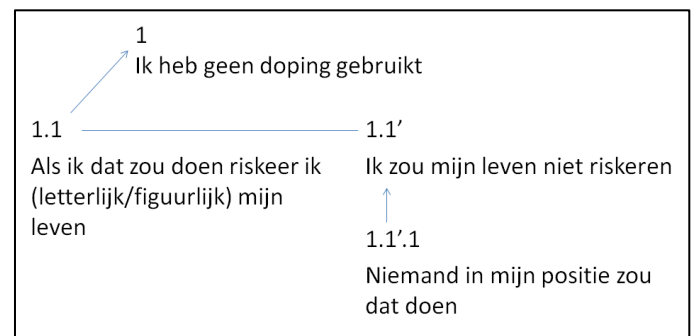 1
Ik heb geen doping gebruikt
1.1
Als ik dat zou doen riskeer ik
(letterlijk/figuurlijk) mijn
leven
1.1'
Ik zou mijn leven niet riskeren
1.1'.1
Niemand in mijn positie zou
dat doen